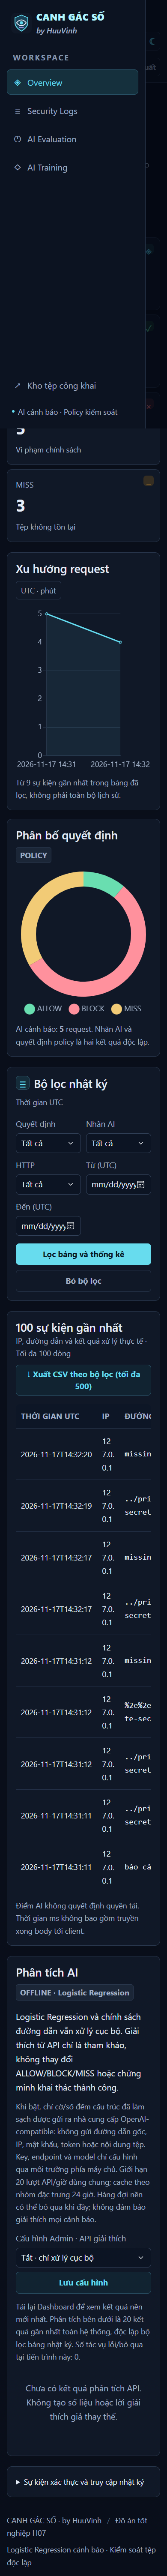 CANH GÁC SỐ
by HuuVinh
WORKSPACE
Overview
Security Logs
AI Evaluation
AI Training
Kho tệp công khai
AI cảnh báo · Policy kiểm soát
Vi phạm chính sách
MISS
3
Tệp không tồn tại
Xu hướng request
UTC · phút
5
4
3
2
1
0
2026-11-17 14:31
2026-11-17 14:32
Từ 9 sự kiện gần nhất trong bảng đã
lọc, không phải toàn bộ lịch sử.
Phân bố quyết định
POLICY
ALLOW
BLOCK
MISS
AI cảnh báo: 5 request. Nhãn AI và
quyết định policy là hai kết quả độc lập.
Bộ lọc nhật ký
Thời gian UTC
Quyết định
Nhãn AI
Tất cả
Tất cả
HTTP
Từ (UTC)
Tất cả
mm/dd/yyyy
Đến (UTC)
mm/dd/yyyy
Lọc bảng và thống kê
Bỏ bộ lọc
100 sự kiện gần nhất
IP, đường dẫn và kết quả xử lý thực tế ·
Tối đa 100 dòng
↓ Xuất CSV theo bộ lọc (tối đa
500)
THỜI GIAN UTC
IP
ĐƯỜNG
2026-11-17T14:32:20
12
7.0.
0.1
missin
2026-11-17T14:32:19
12
7.0.
0.1
../pri
secret
2026-11-17T14:32:17
12
7.0.
0.1
missin
2026-11-17T14:32:17
12
7.0.
0.1
../pri
secret
2026-11-17T14:31:12
12
7.0.
0.1
missin
2026-11-17T14:31:12
12
7.0.
0.1
%2e%2e
te-sec
2026-11-17T14:31:12
12
7.0.
0.1
../pri
secret
2026-11-17T14:31:11
12
7.0.
0.1
../pri
secret
2026-11-17T14:31:11
12
7.0.
0.1
báo cá
Điểm AI không quyết định quyền tải.
Thời gian ms không bao gồm truyền
xong body tới client.
Phân tích AI
OFFLINE · Logistic Regression
Logistic Regression và chính sách
đường dẫn vẫn xử lý cục bộ. Giải
thích từ API chỉ là tham khảo,
không thay đổi
ALLOW/BLOCK/MISS hoặc chứng
minh khai thác thành công.
Khi bật, chỉ cờ/số đếm cấu trúc đã làm
sạch được gửi ra nhà cung cấp OpenAI-
compatible: không gửi đường dẫn gốc,
IP, mật khẩu, token hoặc nội dung tệp.
Key, endpoint và model chỉ cấu hình
qua môi trường phía máy chủ. Giới hạn
20 lượt API/giờ dùng chung; cache theo
nhóm đặc trưng 24 giờ. Hàng đợi nền
có thể bỏ qua khi đầy; không đảm bảo
giải thích mọi cảnh báo.
Cấu hình Admin · API giải thích
Tắt · chỉ xử lý cục bộ
Lưu cấu hình
Tải lại Dashboard để xem kết quả nền
mới nhất. Phân tích bên dưới là 20 kết
quả gần nhất toàn hệ thống, độc lập bộ
lọc bảng nhật ký. Số tác vụ lỗi/bỏ qua
tại tiến trình này: 0.
Chưa có kết quả phân tích API.
Không tạo số liệu hoặc lời giải
thích giả thay thế.
Sự kiện xác thực và truy cập nhật ký
CANH GÁC SỐ · by HuuVinh / Đồ án tốt
nghiệp H07
Logistic Regression cảnh báo · Kiểm soát tệp
độc lập